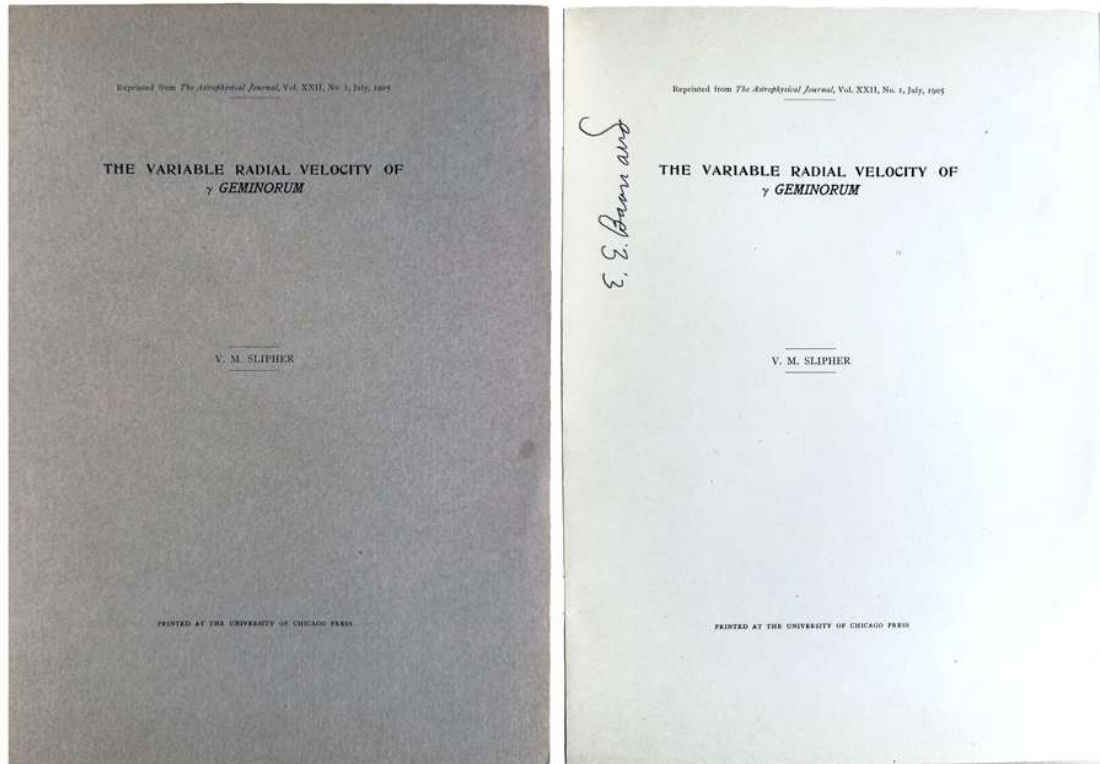 Reprinted from The Astrophysical Journal, Vol. XXII, No. 1, July, 1905
THE VARIABLE RADIAL VELOCITY OF
γ GEMINORUM
V. M. SLIPHER
PRINTED AT THE UNIVERSITY OF CHICAGO PRESS
Reprinted from The Astrophysical Journal, Vol. XXII, No. 1, July, 1905
E. E. Barnard
THE VARIABLE RADIAL VELOCITY OF
γ GEMINORUM
V. M. SLIPHER
PRINTED AT THE UNIVERSITY OF CHICAGO PRESS